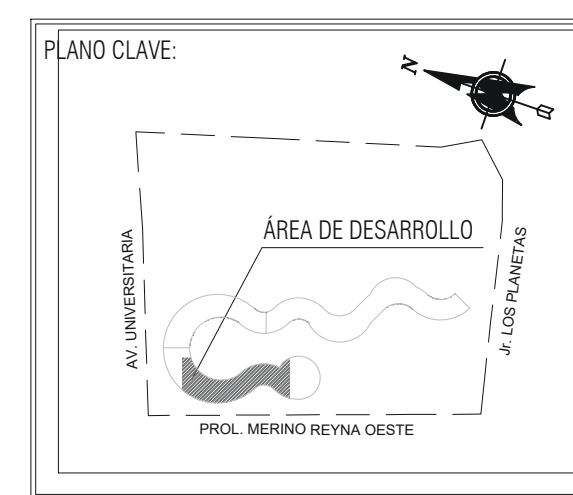 PLANO CLAVE:
N
ÁREA DE DESARROLLO
AV. UNIVERSITARIA
Jr. LOS PLANETAS
PROL. MERINO REYNA OESTE